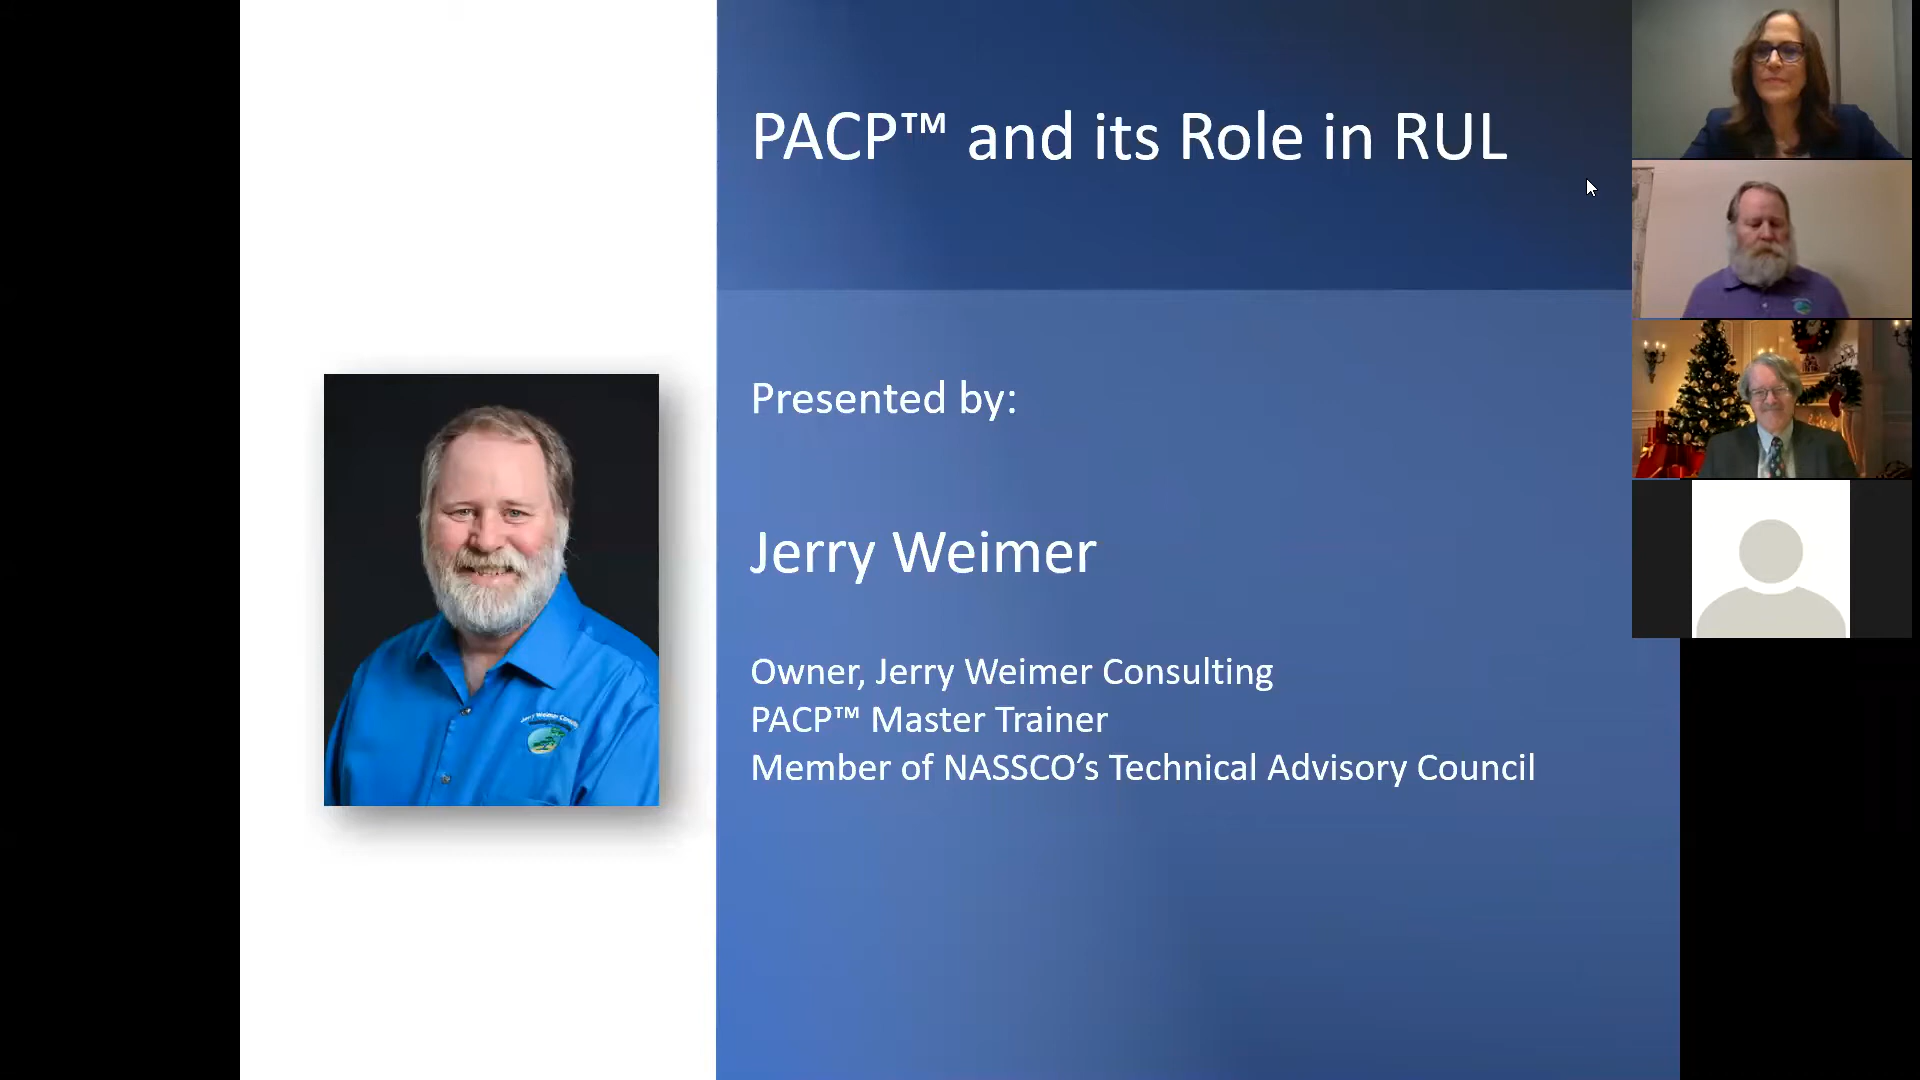 PACP™ and its Role in RUL
Presented by:
Jerry Weimer
Owner, Jerry Weimer Consulting
PACP™ Master Trainer
Member of NASSCO’s Technical Advisory Council